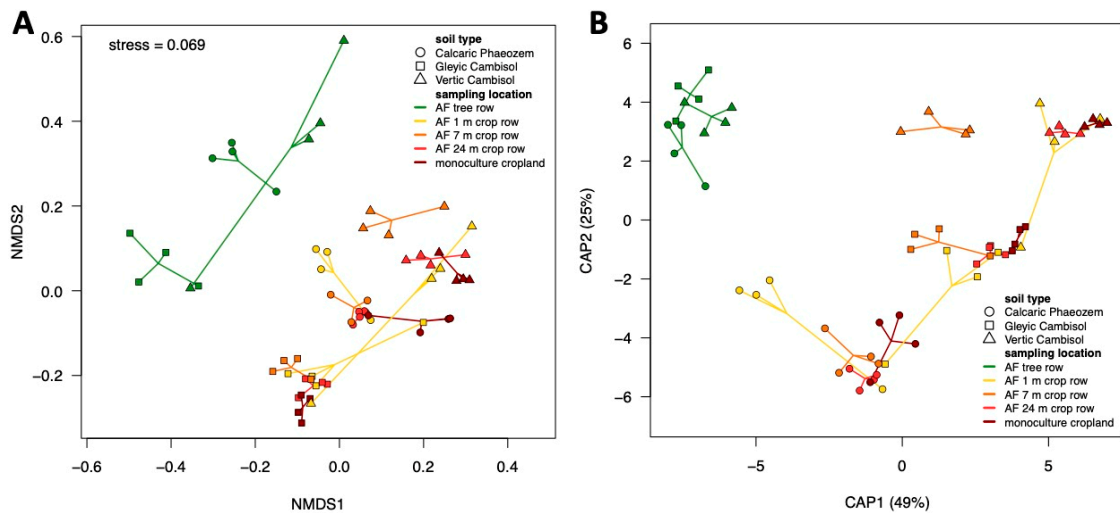 A
stress = 0.069
soil type
Calcaric Phaeozem
Gleyic Cambisol
Vertic Cambisol
sampling location
AF tree row
AF 1 m crop row
AF 7 m crop row
AF 24 m crop row
monoculture cropland
NMDS2
0.6
0.4
0.2
0.0
−0.2
−0.6 −0.4 −0.2 0.0 0.2 0.4
NMDS1
B
CAP2 (25%)
6
4
2
0
−2
−4
−6
soil type
Calcaric Phaeozem
Gleyic Cambisol
Vertic Cambisol
sampling location
AF tree row
AF 1 m crop row
AF 7 m crop row
AF 24 m crop row
monoculture cropland
−5 0 5
CAP1 (49%)